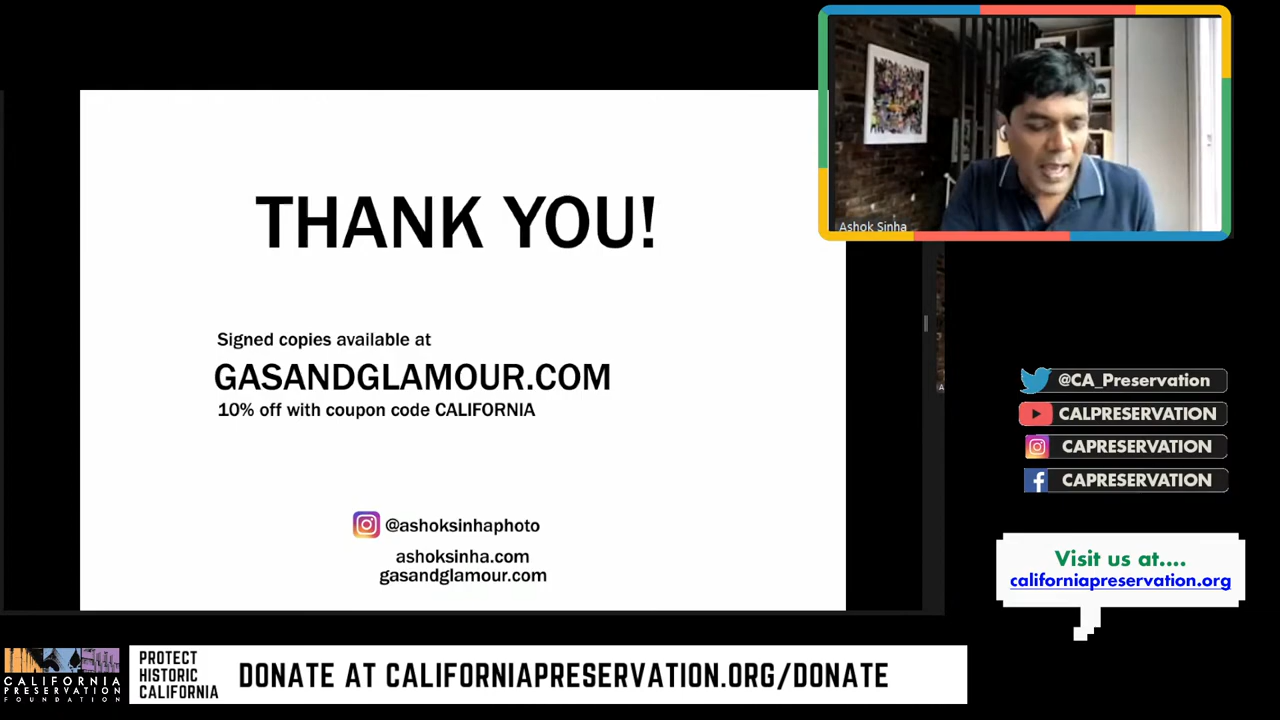 THANK YOU!
Signed copies available at
GASANDGLAMOUR.COM
10% off with coupon code CALIFORNIA
@ashoksinhaphoto
ashoksinha.com
gasandglamour.com
Ashok Sinha
A
@CA_Preservation
CALPRESERVATION
CAPRESERVATION
CAPRESERVATION
Visit us at....
californiapreservation.org
CALIFORNIA
PRESERVATION
FOUNDATION
PROTECT
HISTORIC
CALIFORNIA
DONATE AT CALIFORNIAPRESERVATION.ORG/DONATE